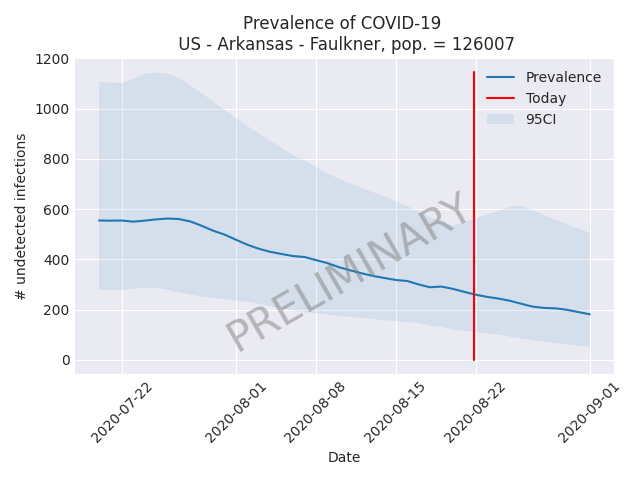 Prevalence of COVID-19
US - Arkansas - Faulkner, pop. = 126007
# undetected infections
1200
1000
800
600
400
200
0
Prevalence
Today
95CI
PRELIMINARY
2020-07-22
2020-08-01
2020-08-08
2020-08-15
2020-08-22
2020-09-01
Date